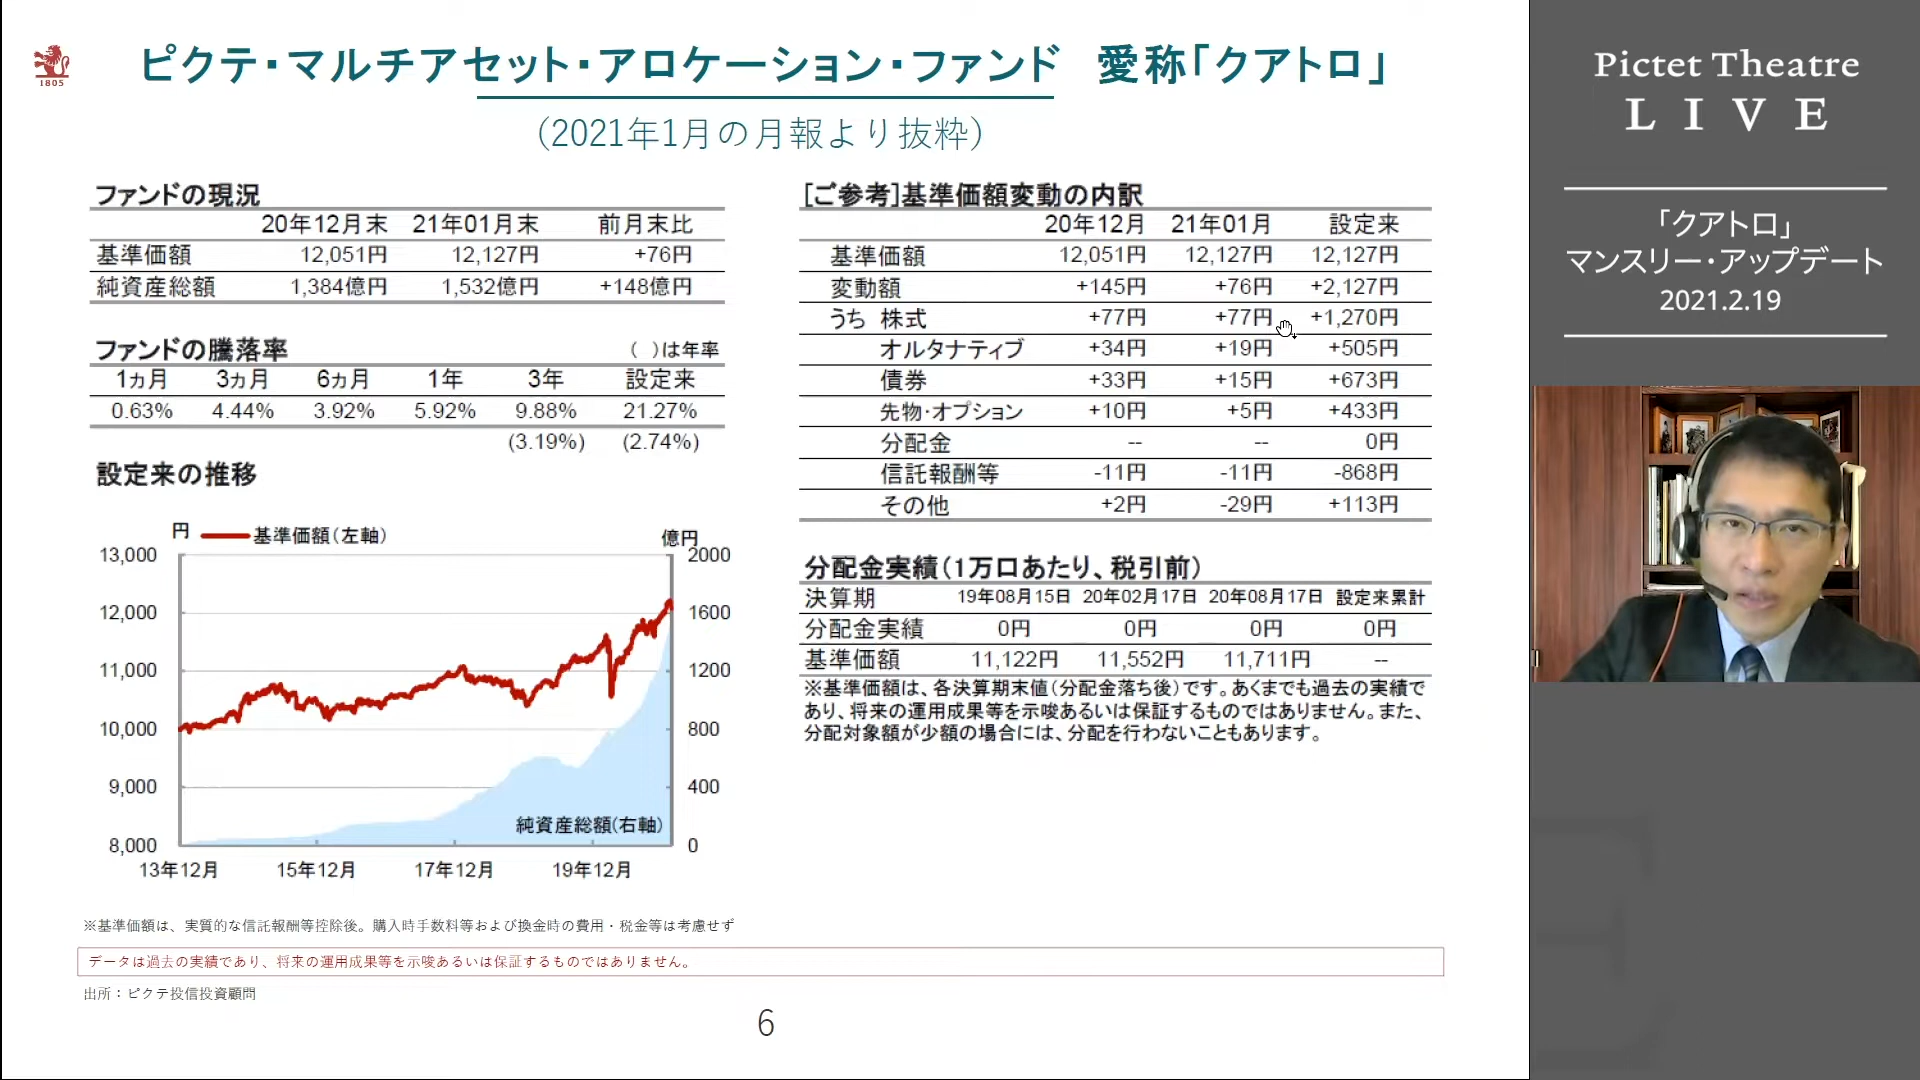 1805
ピクテ・マルチアセット・アロケーション・ファンド 愛称「クアトロ」
(2021年1月の月報より抜粋)
ファンドの現況
20年12月末 21年01月末 前月末比
基準価額 12,051円 12,127円 +76円
純資産総額 1,384億円 1,532億円 +148億円
ファンドの騰落率 ( )は年率
1ヵ月 3ヵ月 6ヵ月 1年 3年 設定来
0.63% 4.44% 3.92% 5.92% 9.88% 21.27%
(3.19%) (2.74%)
設定来の推移
円 基準価額(左軸) 億円
13,000 2000
12,000 1600
11,000 1200
10,000 800
9,000 400
純資産総額(右軸)
8,000 0
13年12月 15年12月 17年12月 19年12月
[ご参考]基準価額変動の内訳
20年12月 21年01月 設定来
基準価額 12,051円 12,127円 12,127円
変動額 +145円 +76円 +2,127円
うち 株式 +77円 +77円 +1,270円
オルタナティブ +34円 +19円 +505円
債券 +33円 +15円 +673円
先物・オプション +10円 +5円 +433円
分配金 -- -- 0円
信託報酬等 -11円 -11円 -868円
その他 +2円 -29円 +113円
分配金実績(1万口あたり、税引前)
決算期 19年08月15日 20年02月17日 20年08月17日 設定来累計
分配金実績 0円 0円 0円 0円
基準価額 11,122円 11,552円 11,711円 --
※基準価額は、各決算期末値(分配金落ち後)です。あくまでも過去の実績で
あり、将来の運用成果等を示唆あるいは保証するものではありません。また、
分配対象額が少額の場合には、分配を行わないこともあります。
※基準価額は、実質的な信託報酬等控除後。購入時手数料等および換金時の費用・税金等は考慮せず
データは過去の実績であり、将来の運用成果等を示唆あるいは保証するものではありません。
出所：ピクテ投信投資顧問
6
Pictet Theatre
LIVE
「クアトロ」
マンスリー・アップデート
2021.2.19